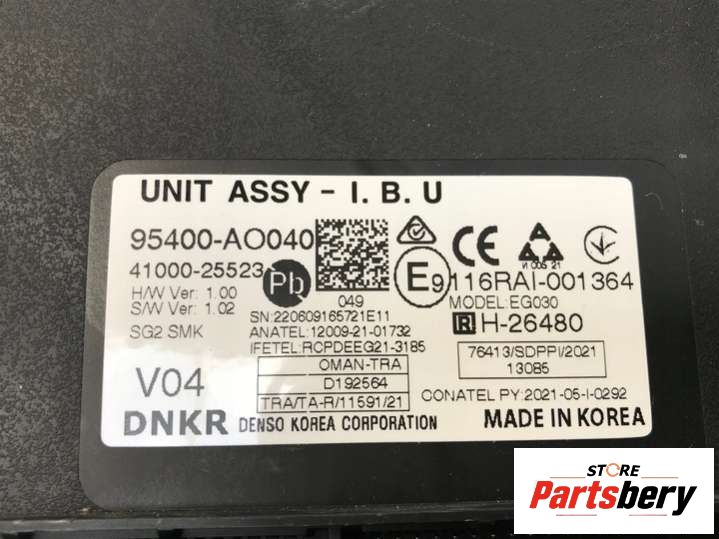 UNIT ASSY - I. B. U
95400-AO040
41000-25523
Pb
H/W Ver: 1.00
S/W Ver: 1.02
049
SN:220609165721E11
SG2 SMK
ANATEL:12009-21-01732
IFETEL:RCPDEEG21-3185
CE
E9
116RAI-001364
MODEL:EG030
R H-26480
OMAN-TRA
D192564
TRA/TA-R/11591/21
76413/SDPPI/2021
13085
CONATEL PY:2021-05-I-0292
V04
DNKR DENSO KOREA CORPORATION
MADE IN KOREA
STORE
Partsbery